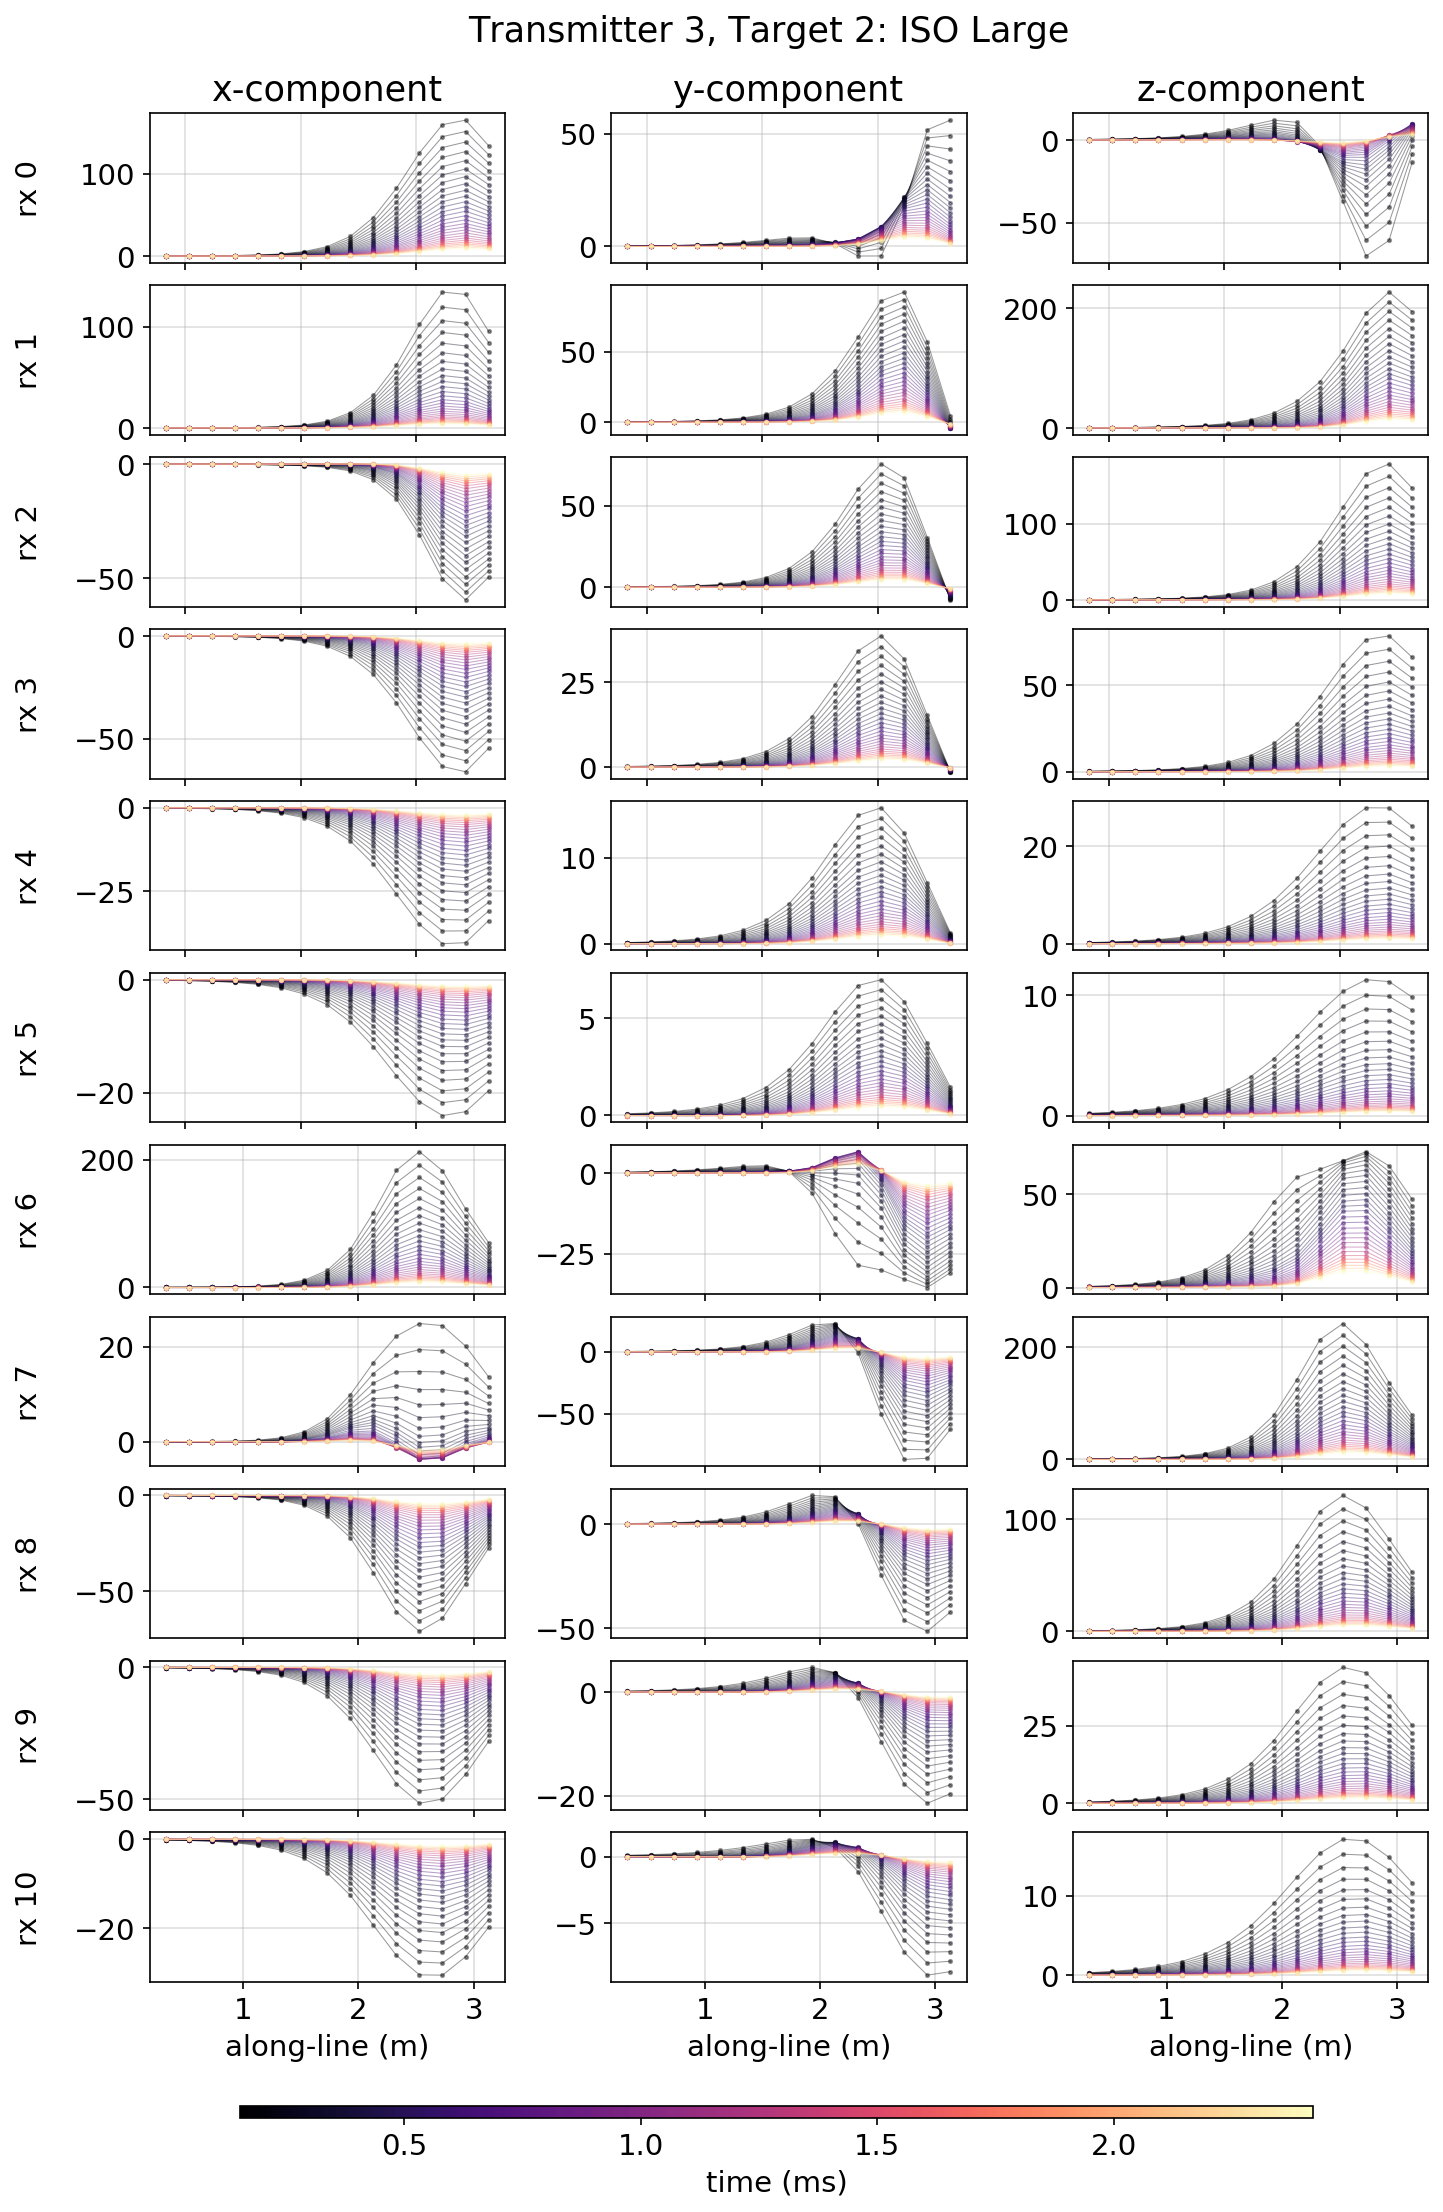 Transmitter 3, Target 2: ISO Large
x-component y-component z-component
rx 0 100 0 50 0 0 −50
rx 1 100 0 50 0 200 0
rx 2 0 −50 50 0 100 0
rx 3 0 −50 25 0 50 0
rx 4 0 −25 10 0 20 0
rx 5 0 −20 5 0 10 0
rx 6 200 0 0 −25 50 0
rx 7 20 0 0 −50 200 0
rx 8 0 −50 0 −50 100 0
rx 9 0 −50 0 −20 25 0
rx 10 0 −20 0 −5 10 0
1 2 3 1 2 3 1 2 3
along-line (m) along-line (m) along-line (m)
0.5 1.0 1.5 2.0
time (ms)